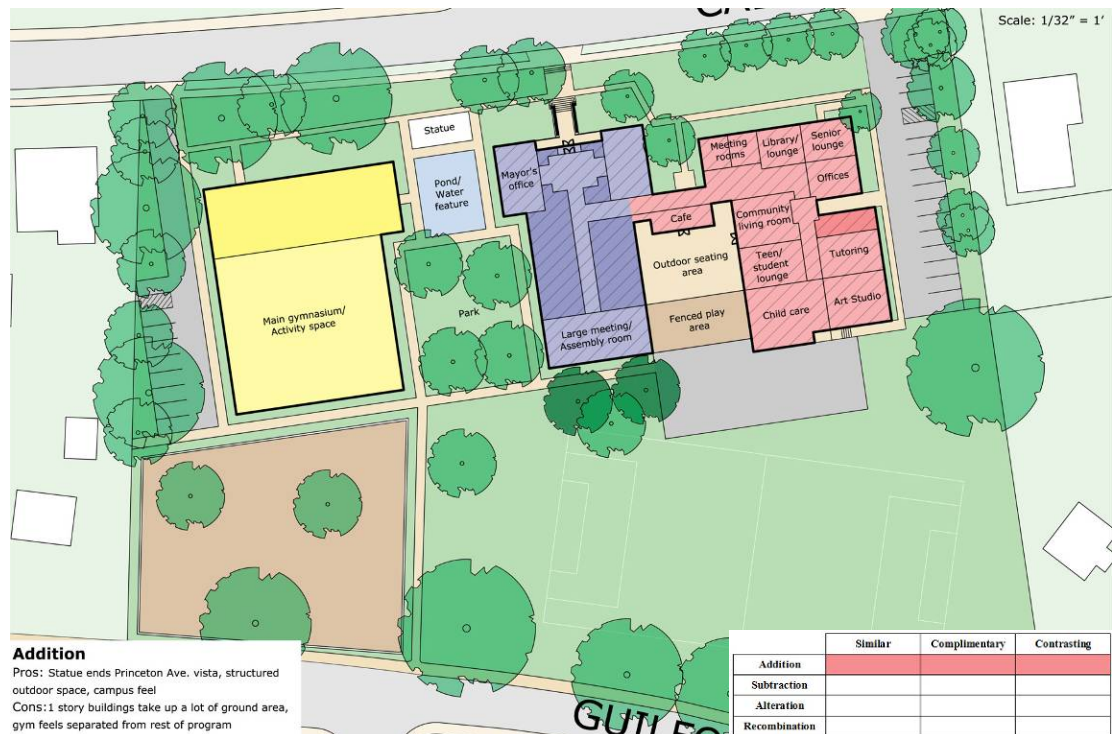 Scale: 1/32" = 1'
Statue
Pond/
Water
feature
Mayor's
office
Meeting
rooms
Library/
lounge
Senior
lounge
Offices
Cafe
Community
living room
Outdoor seating
area
Teen/
student
lounge
Tutoring
Main gymnasium/
Activity space
Park
Large meeting/
Assembly room
Fenced play
area
Child care
Art Studio
Addition
Pros: Statue ends Princeton Ave. vista, structured
outdoor space, campus feel
Cons:1 story buildings take up a lot of ground area,
gym feels separated from rest of program
Similar Complimentary Contrasting
Addition
Subtraction
Alteration
Recombination